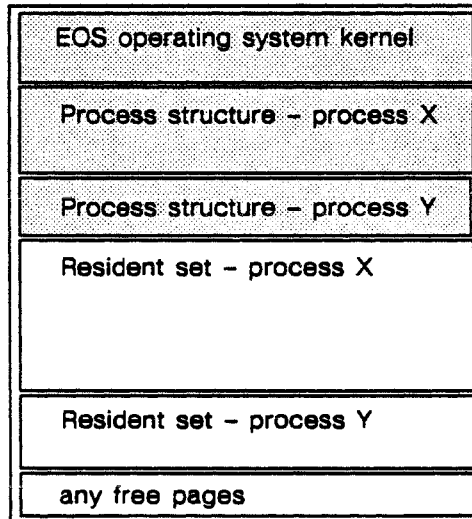 EOS operating system kernel
Process structure – process X
Process structure – process Y
Resident set – process X
Resident set – process Y
any free pages